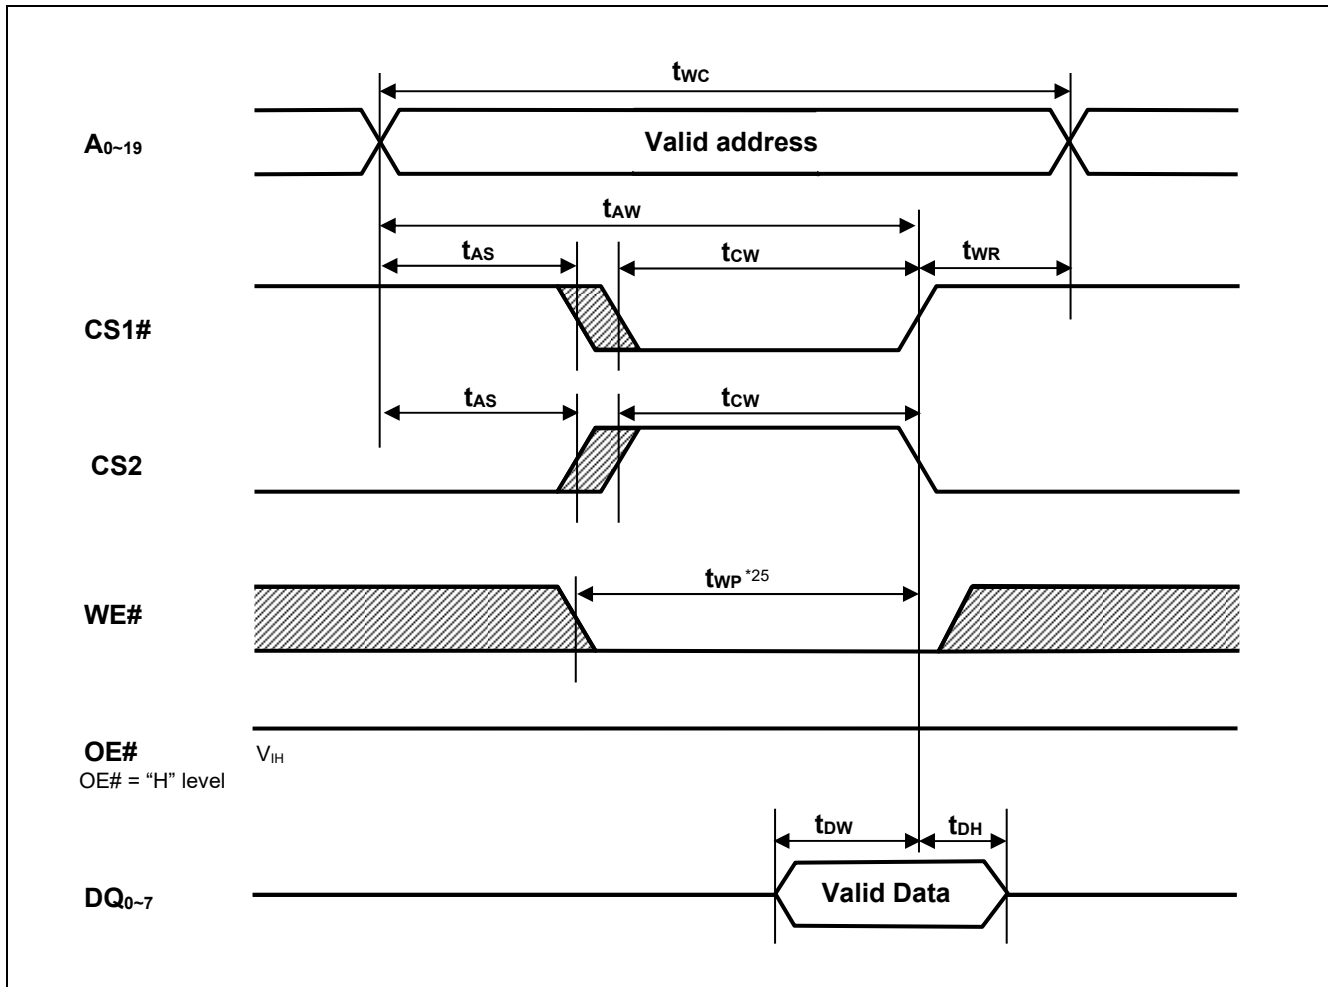 tWC
A0~19
Valid address
tAW
tAS
tCW
tWR
CS1#
tAS
tCW
CS2
tWP *25
WE#
OE#
VIH
OE# = “H” level
tDW
tDH
DQ0~7
Valid Data